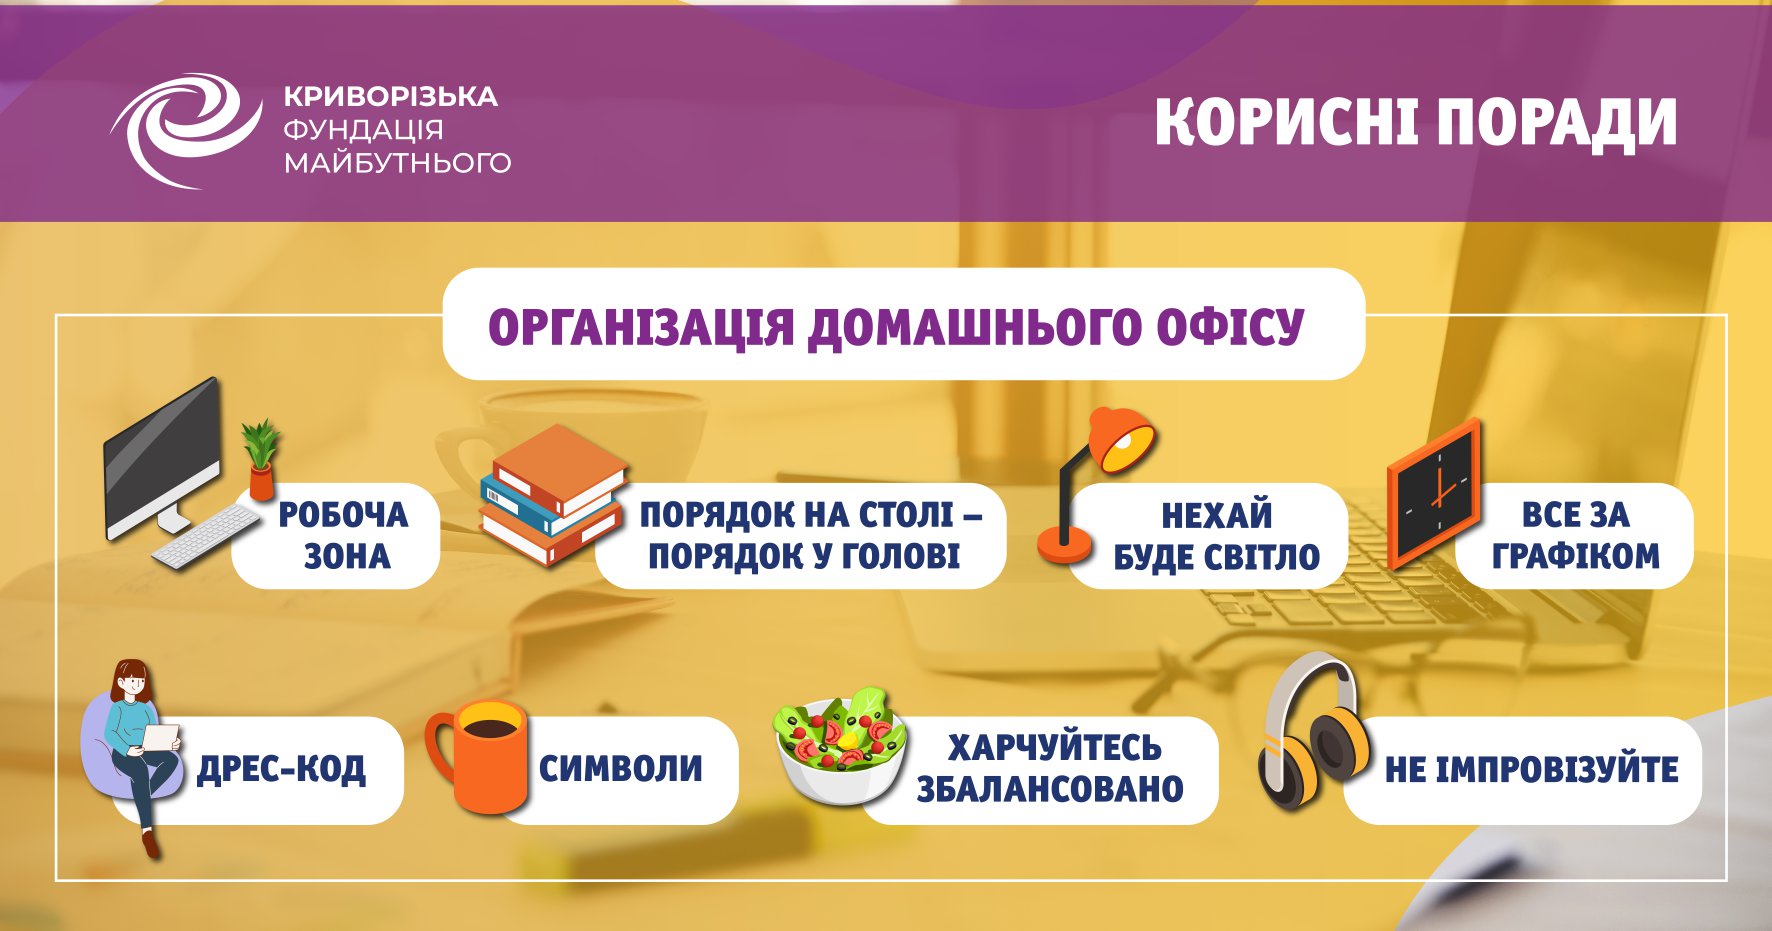 КРИВОРІЗЬКА
ФУНДАЦІЯ
МАЙБУТНЬОГО
КОРИСНІ ПОРАДИ
ОРГАНІЗАЦІЯ ДОМАШНЬОГО ОФІСУ
РОБОЧА
ЗОНА
ПОРЯДОК НА СТОЛІ –
ПОРЯДОК У ГОЛОВІ
НЕХАЙ
БУДЕ СВІТЛО
ВСЕ ЗА
ГРАФІКОМ
ДРЕС-КОД
СИМВОЛИ
ХАРЧУЙТЕСЬ
ЗБАЛАНСОВАНО
НЕ ІМПРОВІЗУЙТЕ